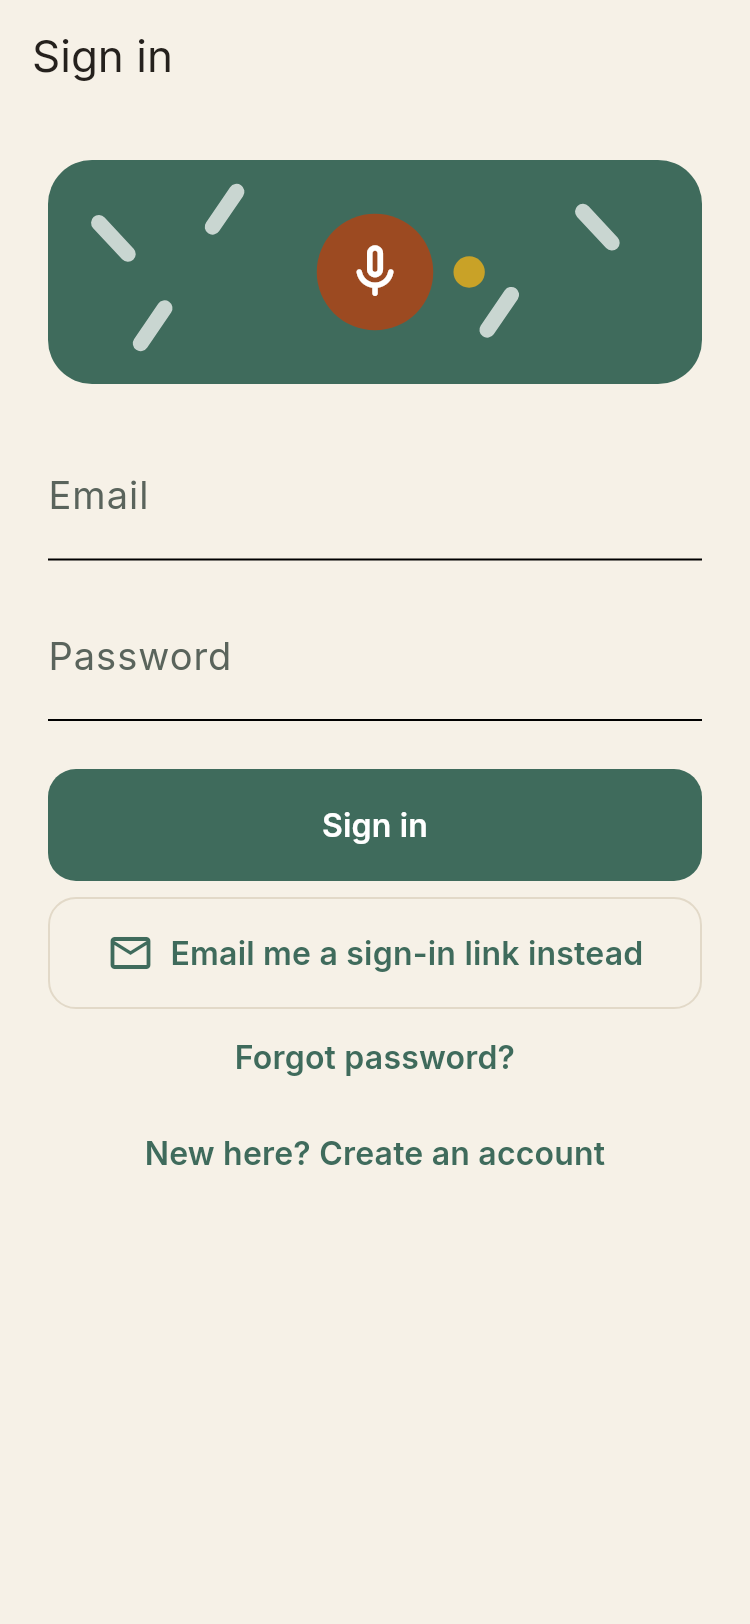 Sign in
Email
Password
Sign in
Email me a sign-in link instead
Forgot password?
New here? Create an account